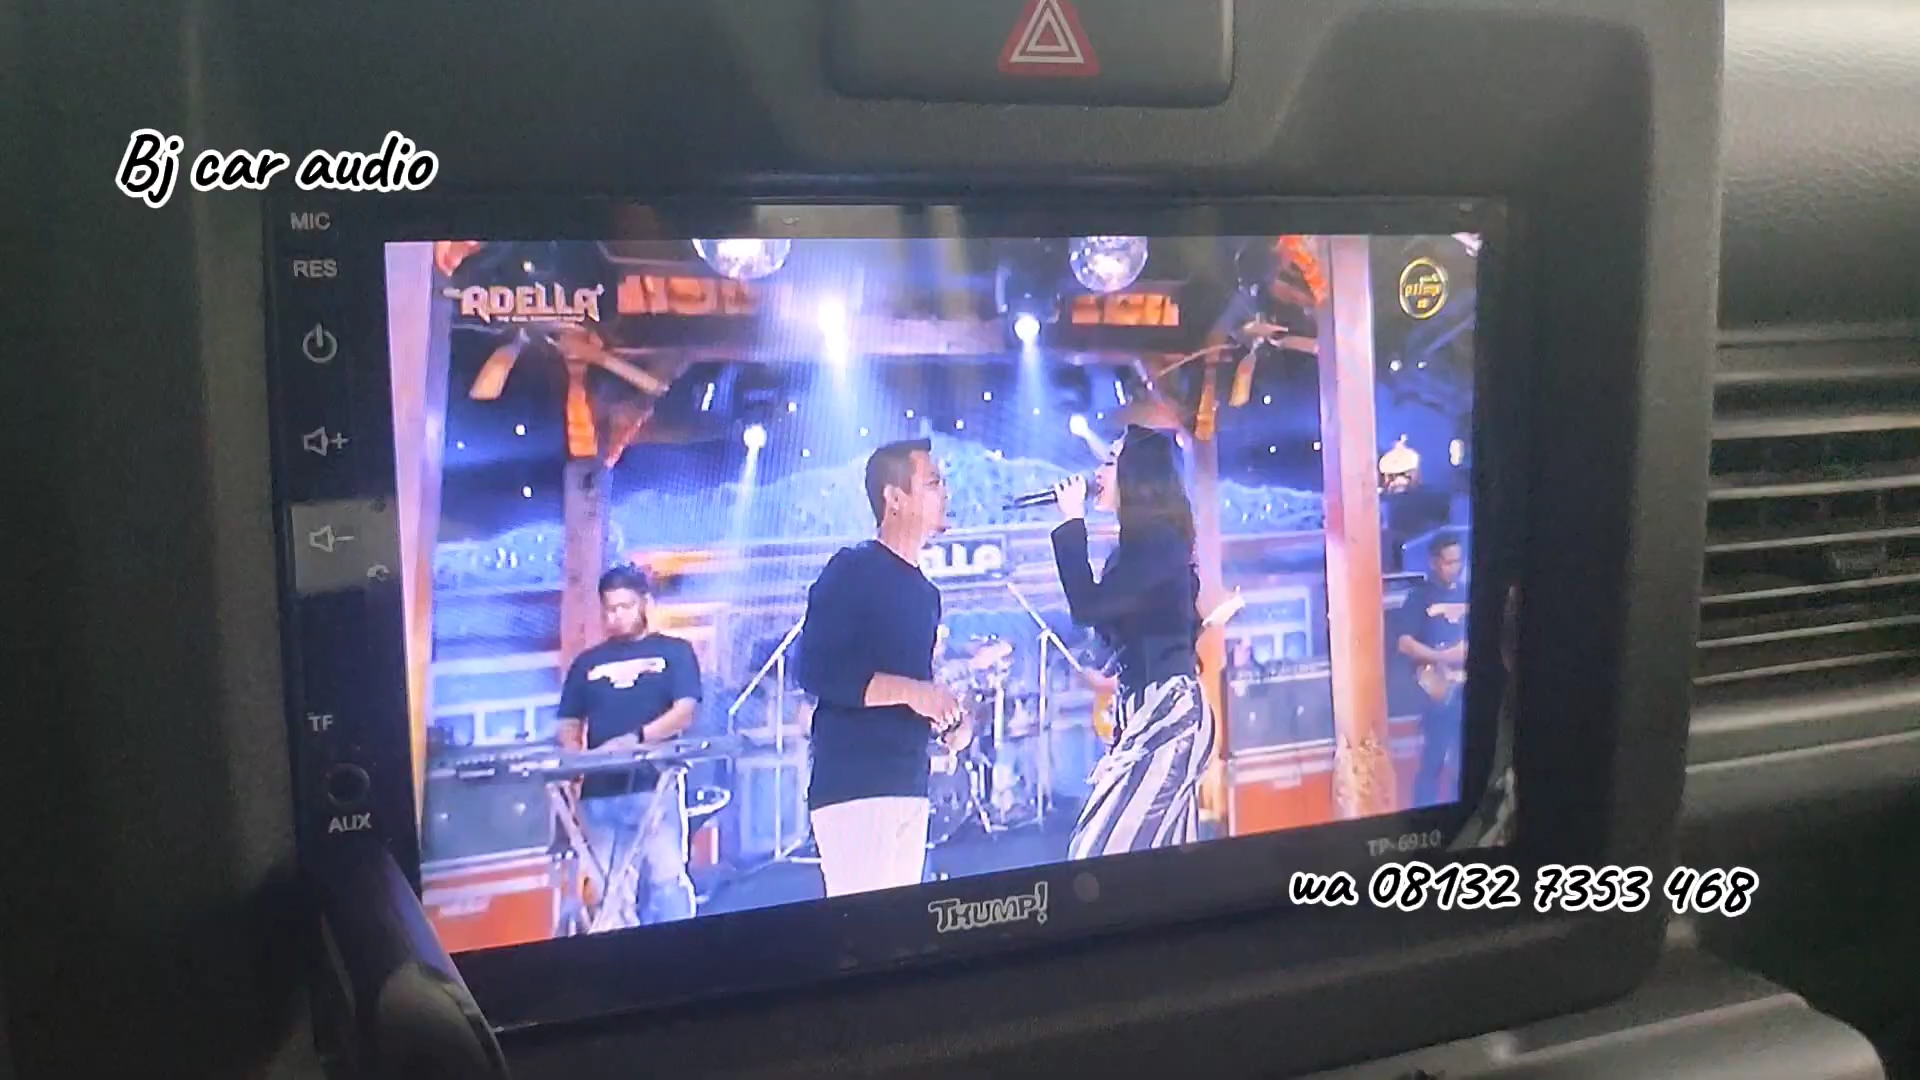 Bj car audio
MIC
RES
ADELLA
TF
AUX
TP-6910
THUMP!
wa 08132 7353 468